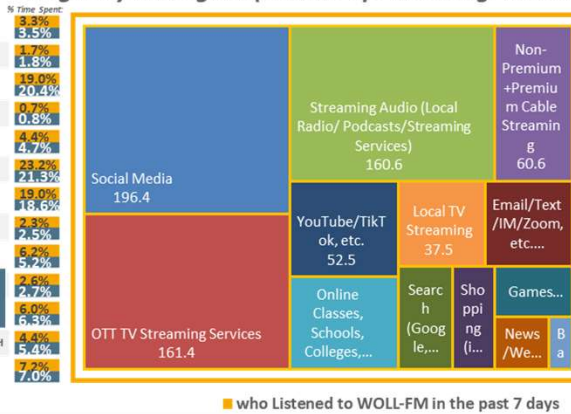 % Time Spent:
3.3%
3.5%
1.7%
1.8%
19.0%
20.4%
0.7%
0.8%
4.4%
4.7%
23.2%
21.3%
19.0%
18.6%
2.3%
2.5%
6.2%
5.2%
2.6%
2.7%
6.0%
6.3%
4.4%
5.4%
7.2%
7.0%
Social Media
196.4
OTT TV Streaming Services
161.4
Streaming Audio (Local
Radio/ Podcasts/Streaming
Services)
160.6
Non-
Premium
+Premiu
m Cable
Streamin
g
60.6
YouTube/TikT
ok, etc.
52.5
Local TV
Streaming
37.5
Email/Text
/IM/Zoom,
etc....
Online
Classes,
Schools,
Colleges,...
Searc
h
(Goog
le,...
Sho
ppi
ng
(i...
Games...
News
/We...
B
a
who Listened to WOLL-FM in the past 7 days